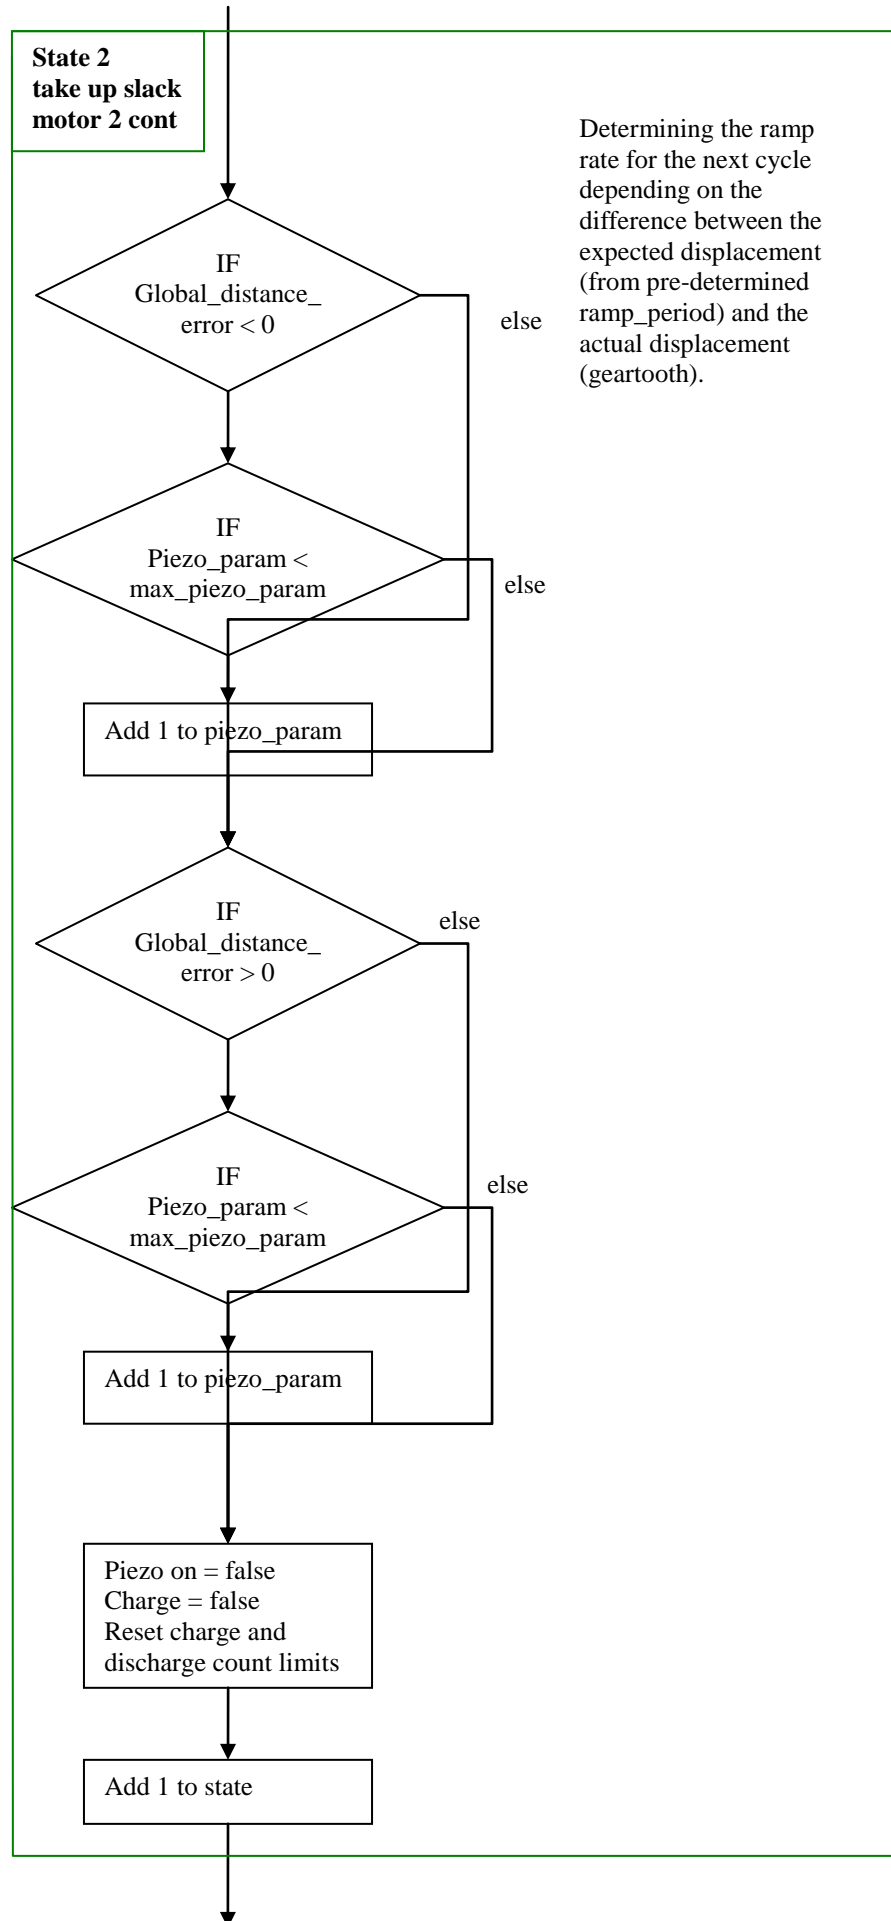 State 2
take up slack
motor 2 cont
Determining the ramp
rate for the next cycle
depending on the
difference between the
expected displacement
(from pre-determined
ramp_period) and the
actual displacement
(geartooth).
IF
Global_distance_
error < 0
else
IF
Piezo_param <
max_piezo_param
else
Add 1 to piezo_param
IF
Global_distance_
error > 0
else
IF
Piezo_param <
max_piezo_param
else
Add 1 to piezo_param
Piezo on = false
Charge = false
Reset charge and
discharge count limits
Add 1 to state